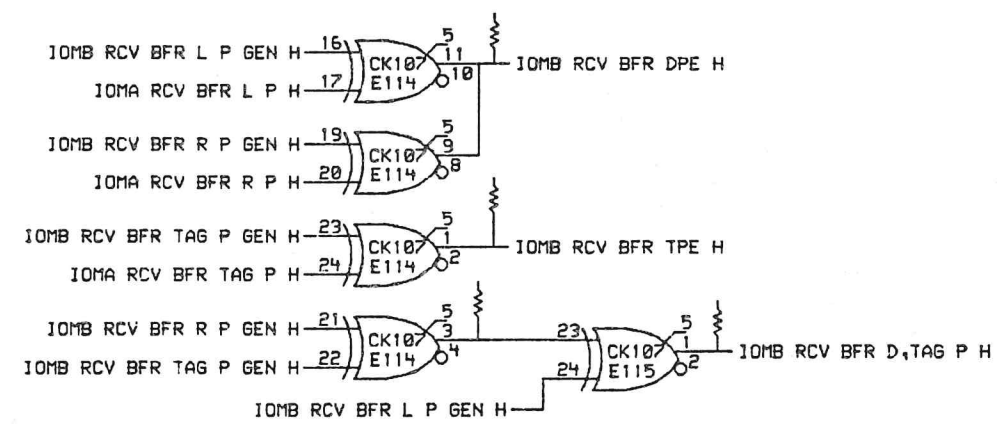 IOMB RCV BFR L P GEN H 16 5
CK107 11 IOMB RCV BFR DPE H
IOMA RCV BFR L P H 17 E114 10
IOMB RCV BFR R P GEN H 19 5
CK107 9
IOMA RCV BFR R P H 20 E114 8
IOMB RCV BFR TAG P GEN H 23 5
CK107 1 IOMB RCV BFR TPE H
IOMA RCV BFR TAG P H 24 E114 2
IOMB RCV BFR R P GEN H 21 5
CK107 3
IOMB RCV BFR TAG P GEN H 22 E114 4
23 5
CK107 1 IOMB RCV BFR D,TAG P H
24 E115 2
IOMB RCV BFR L P GEN H